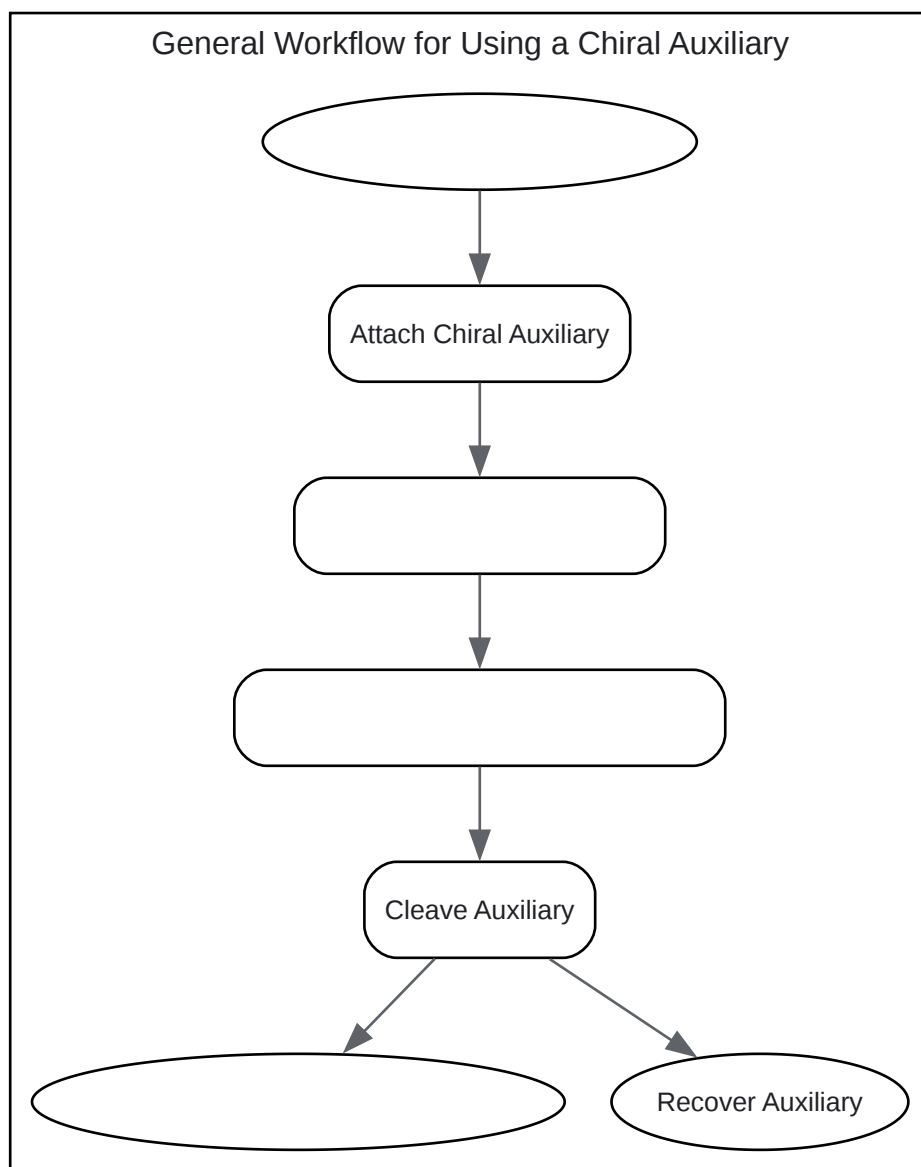 General Workflow for Using a Chiral Auxiliary
Attach Chiral Auxiliary
Cleave Auxiliary
Recover Auxiliary